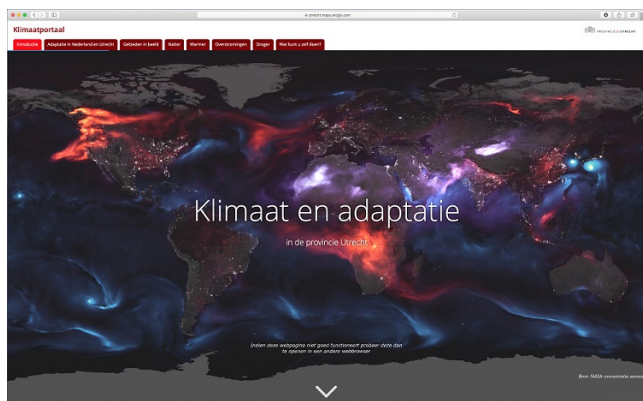 Klimaatportaal
Introductie Adaptatie in Nederland en Utrecht Gebieden in beeld Natter Warmer Overstromingen Droger Wat kunt u zelf doen?
Klimaat en adaptatie
in de provincie Utrecht
Indien deze webpagina niet goed functioneert probeer deze dan
te openen in een andere webbrowser
Bron: NASA